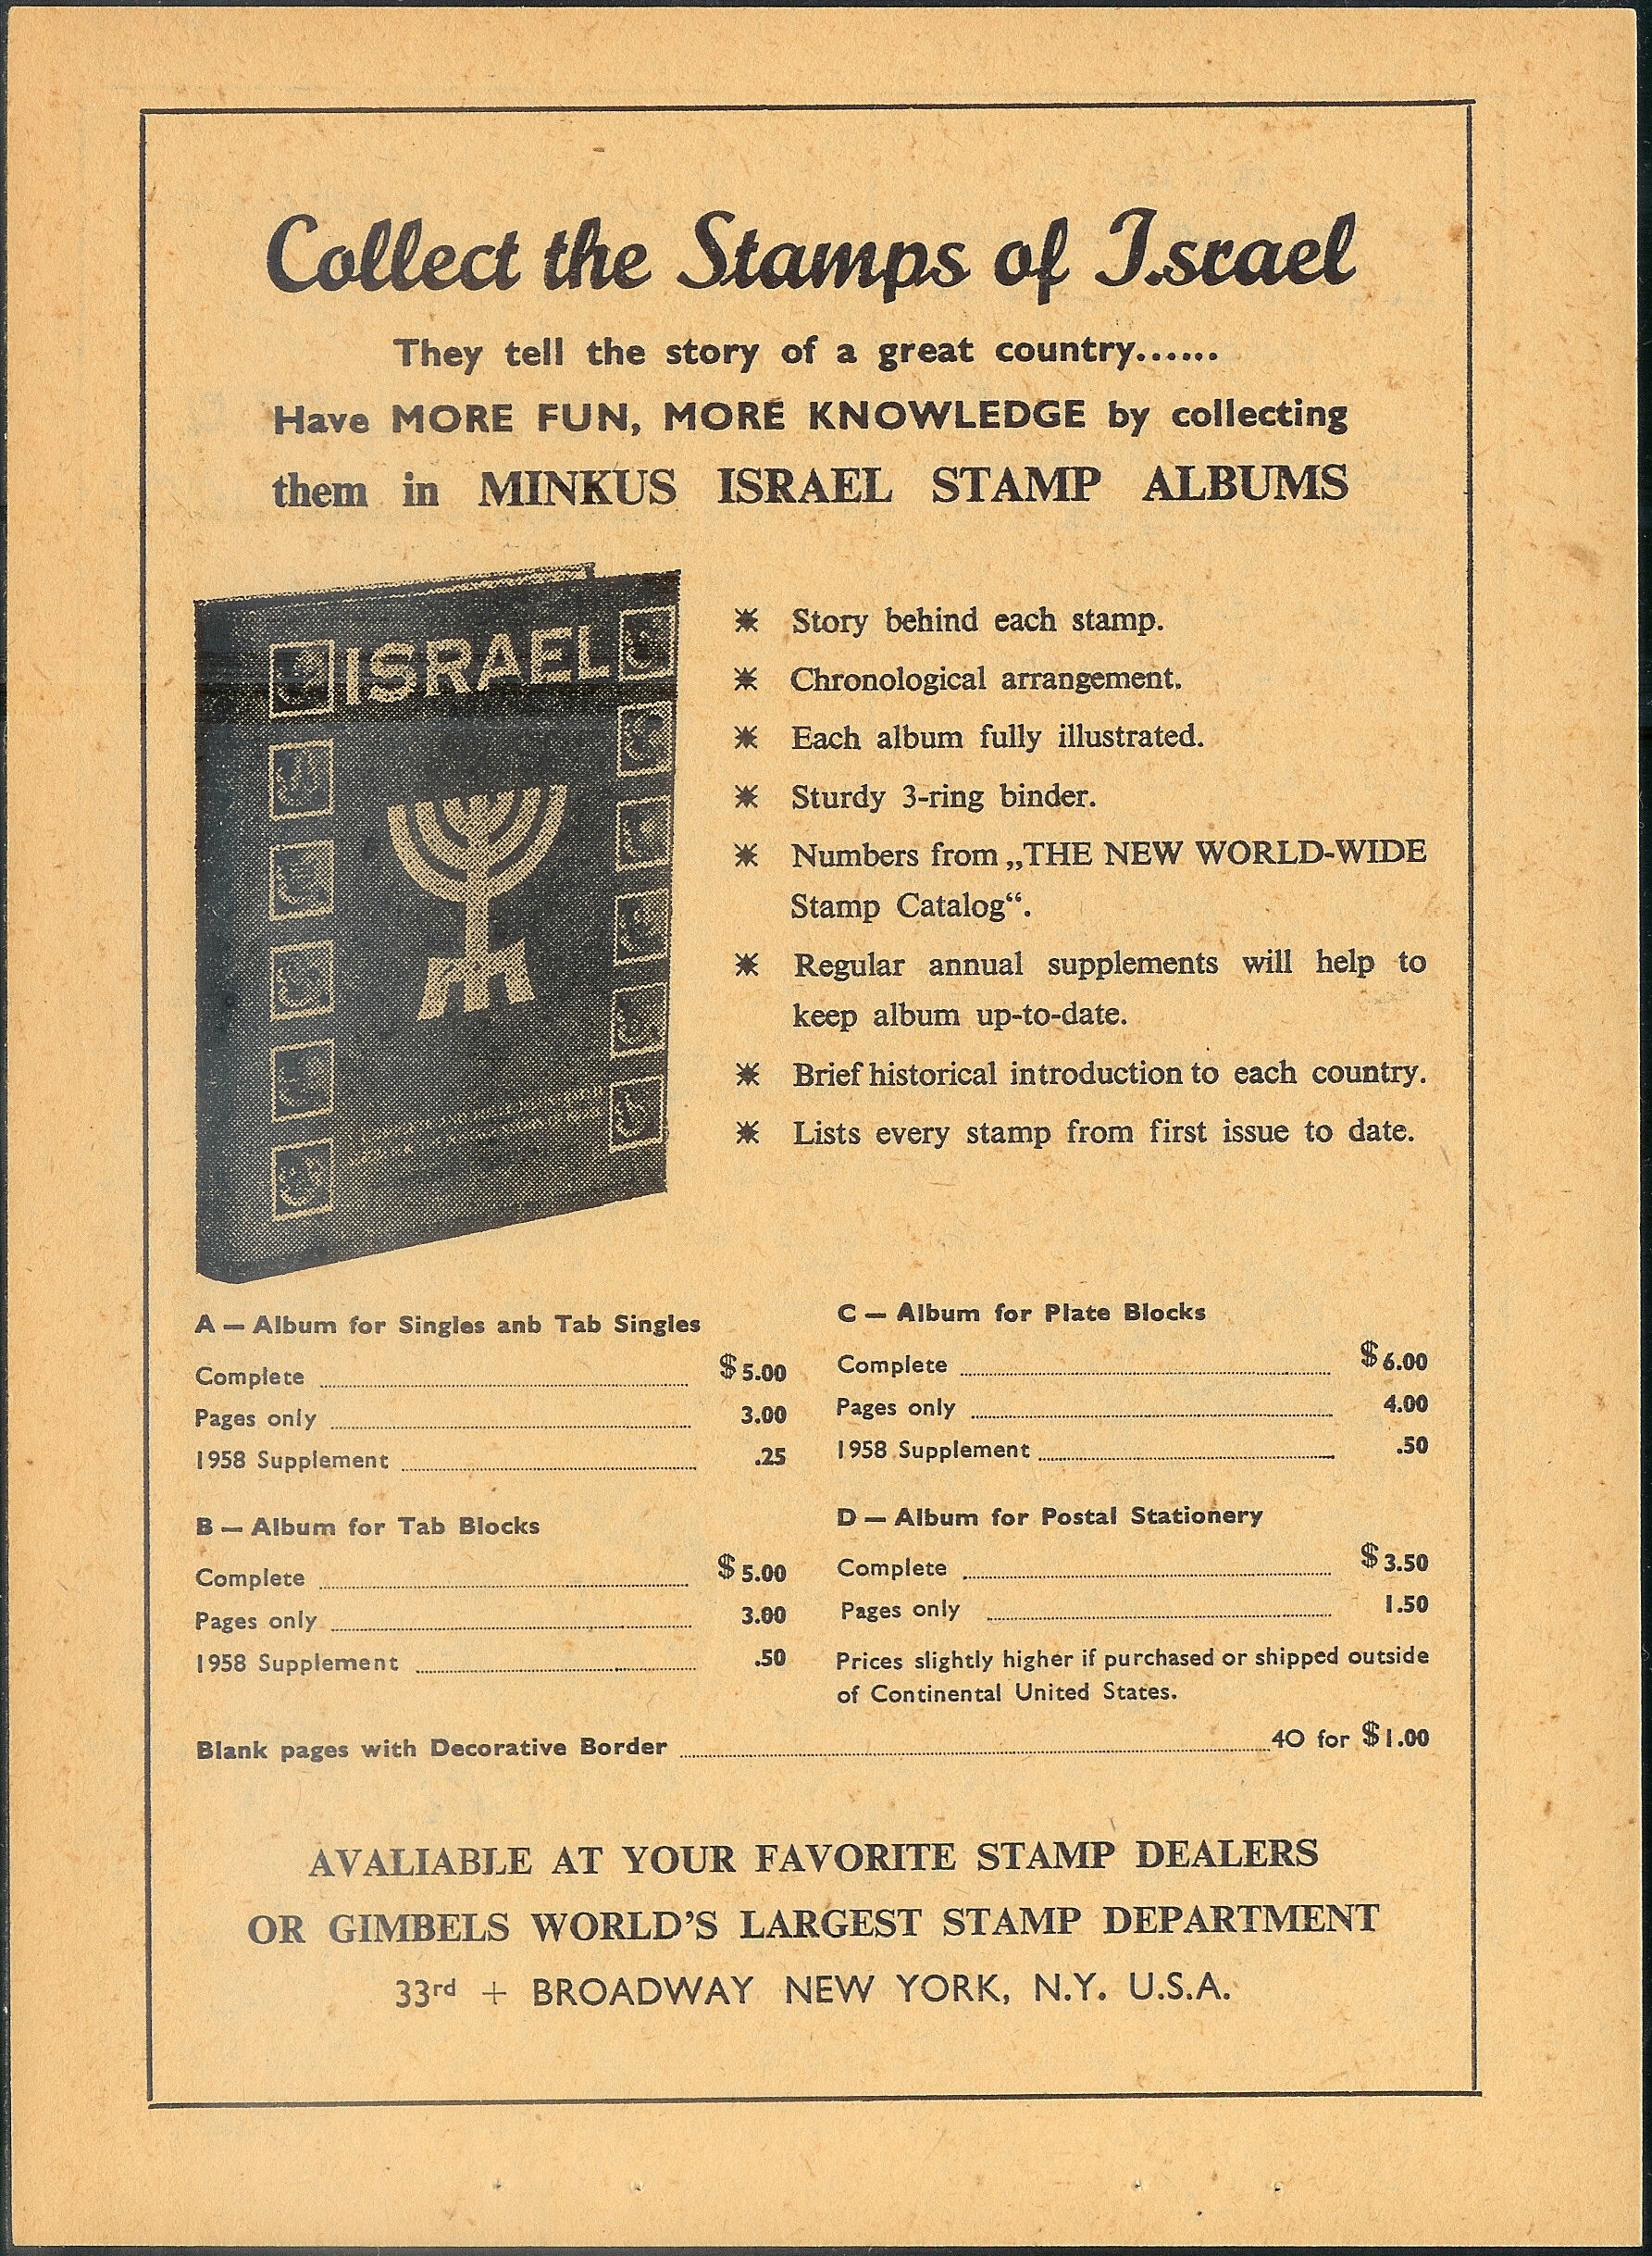 Collect the Stamps of Israel
They tell the story of a great country......
Have MORE FUN, MORE KNOWLEDGE by collecting
them in MINKUS ISRAEL STAMP ALBUMS
ISRAEL
Story behind each stamp.
Chronological arrangement.
Each album fully illustrated.
Sturdy 3-ring binder.
Numbers from „THE NEW WORLD-WIDE
Stamp Catalog“.
Regular annual supplements will help to
keep album up-to-date.
Brief historical introduction to each country.
Lists every stamp from first issue to date.
A — Album for Singles anb Tab Singles
Complete $5.00
Pages only 3.00
1958 Supplement .25
B — Album for Tab Blocks
Complete $5.00
Pages only 3.00
1958 Supplement .50
C — Album for Plate Blocks
Complete $6.00
Pages only 4.00
1958 Supplement .50
D — Album for Postal Stationery
Complete $3.50
Pages only 1.50
Prices slightly higher if purchased or shipped outside
of Continental United States.
Blank pages with Decorative Border 40 for $1.00
AVALIABLE AT YOUR FAVORITE STAMP DEALERS
OR GIMBELS WORLD'S LARGEST STAMP DEPARTMENT
33rd + BROADWAY NEW YORK, N.Y. U.S.A.